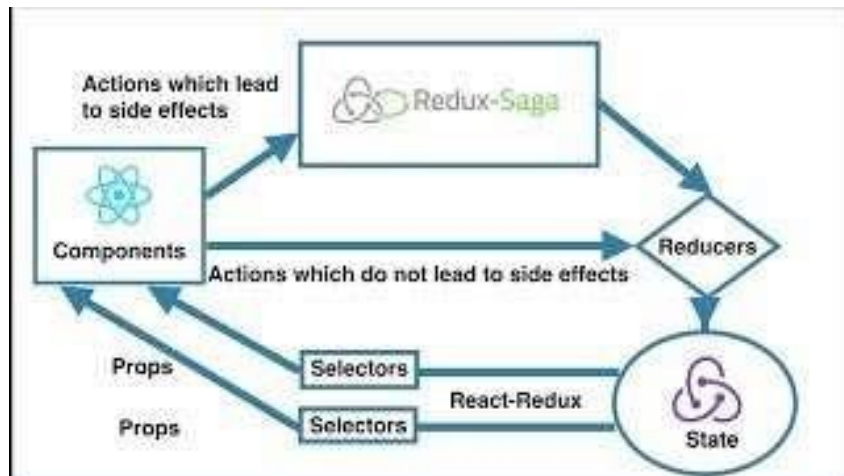 Actions which lead
to side effects
Redux-Saga
Components
Reducers
Actions which do not lead to side effects
Props
Selectors
React-Redux
Props
Selectors
State